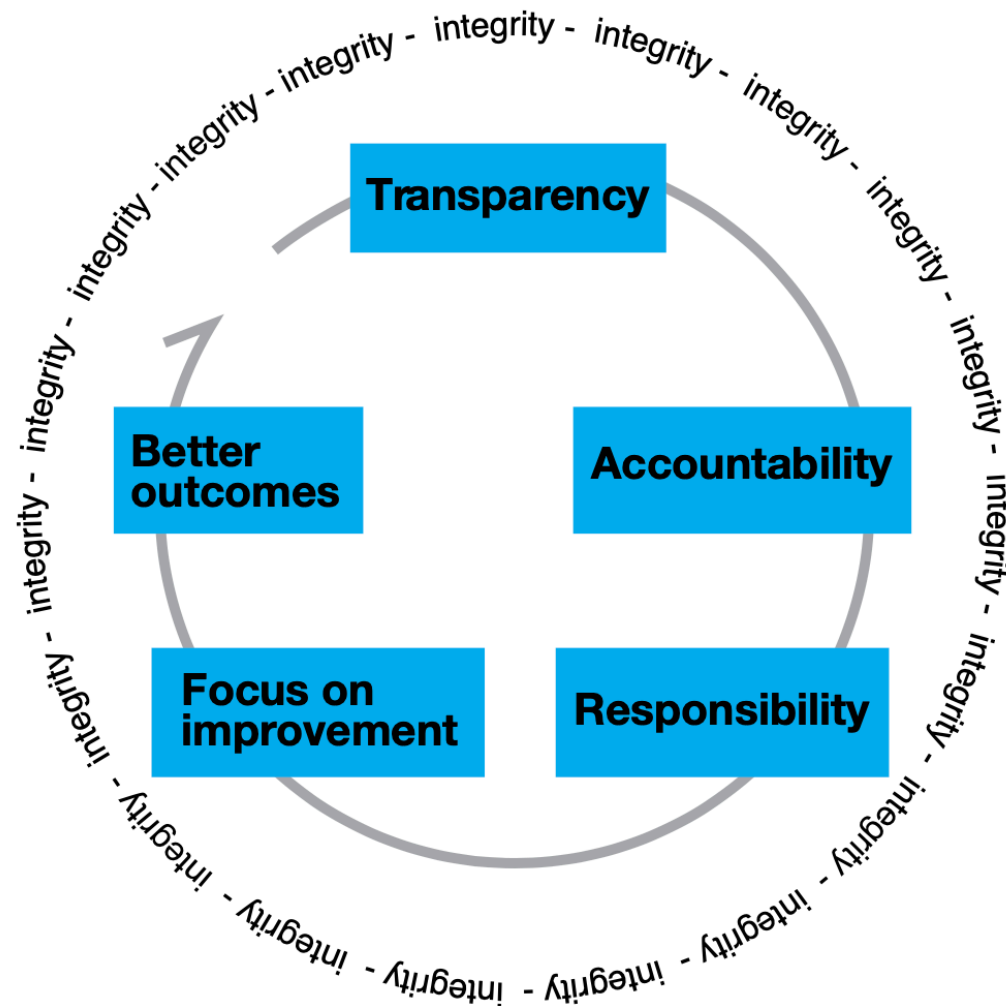 integrity - integrity - integrity - integrity - integrity - integrity - integrity - integrity - integrity - integrity - integrity - integrity - integrity - integrity - integrity - integrity - integrity - integrity - integrity -
Transparency
Accountability
Responsibility
Focus on
improvement
Better
outcomes